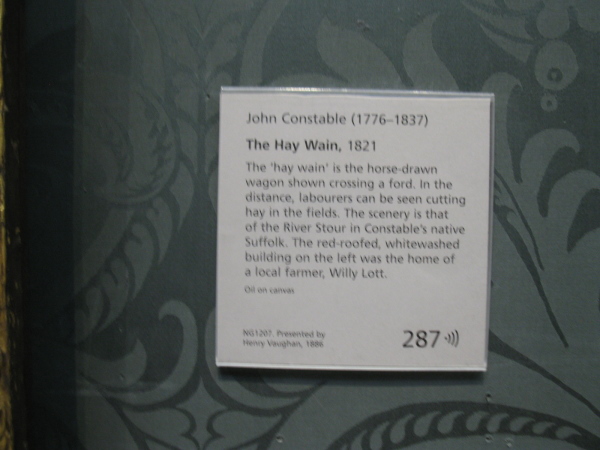 John Constable (1776–1837)
The Hay Wain, 1821
The 'hay wain' is the horse-drawn
wagon shown crossing a ford. In the
distance, labourers can be seen cutting
hay in the fields. The scenery is that
of the River Stour in Constable's native
Suffolk. The red-roofed, whitewashed
building on the left was the home of
a local farmer, Willy Lott.
Oil on canvas
NG1207. Presented by
Henry Vaughan, 1886
287